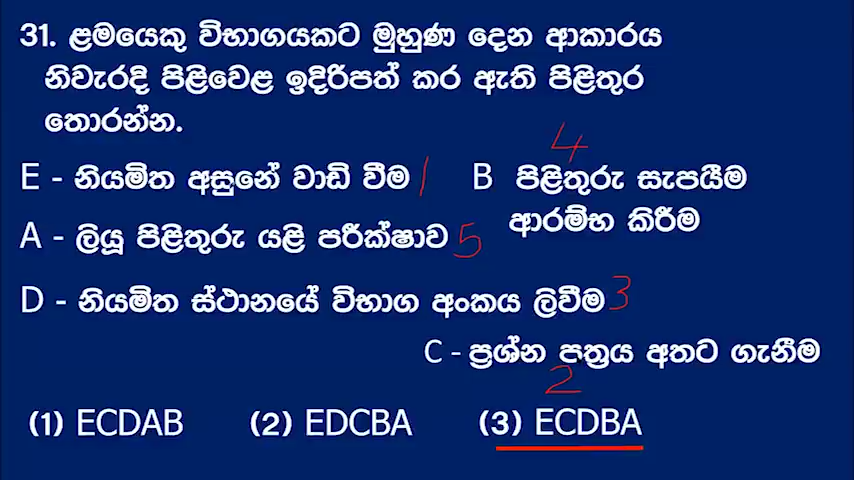 31. ළමයෙකු විභාගයකට මුහුණ දෙන ආකාරය
නිවැරදි පිළිවෙළ ඉදිරිපත් කර ඇති පිළිතුර
තොරන්න.
4
E - නියමිත අසුනේ වාඩි වීම 1
B පිළිතුරු සැපයීම
ආරම්භ කිරීම
A - ලියූ පිළිතුරු යළි පරීක්ෂාව 5
D - නියමිත ස්ථානයේ විභාග අංකය ලිවීම 3
C - ප්‍රශ්න පත්‍රය අතට ගැනීම
2
(1) ECDAB (2) EDCBA (3) ECDBA